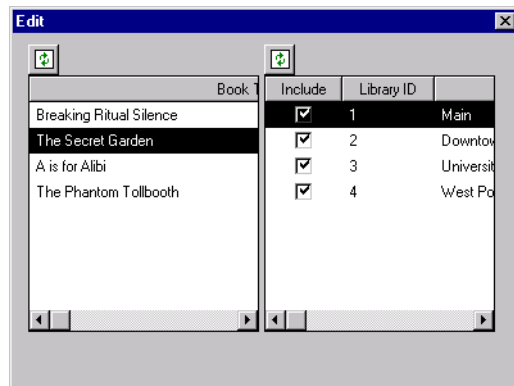 Edit
Book T
Breaking Ritual Silence
The Secret Garden
A is for Alibi
The Phantom Tollbooth
Include Library ID
1 Main
2 Downtow
3 Universit
4 West Po